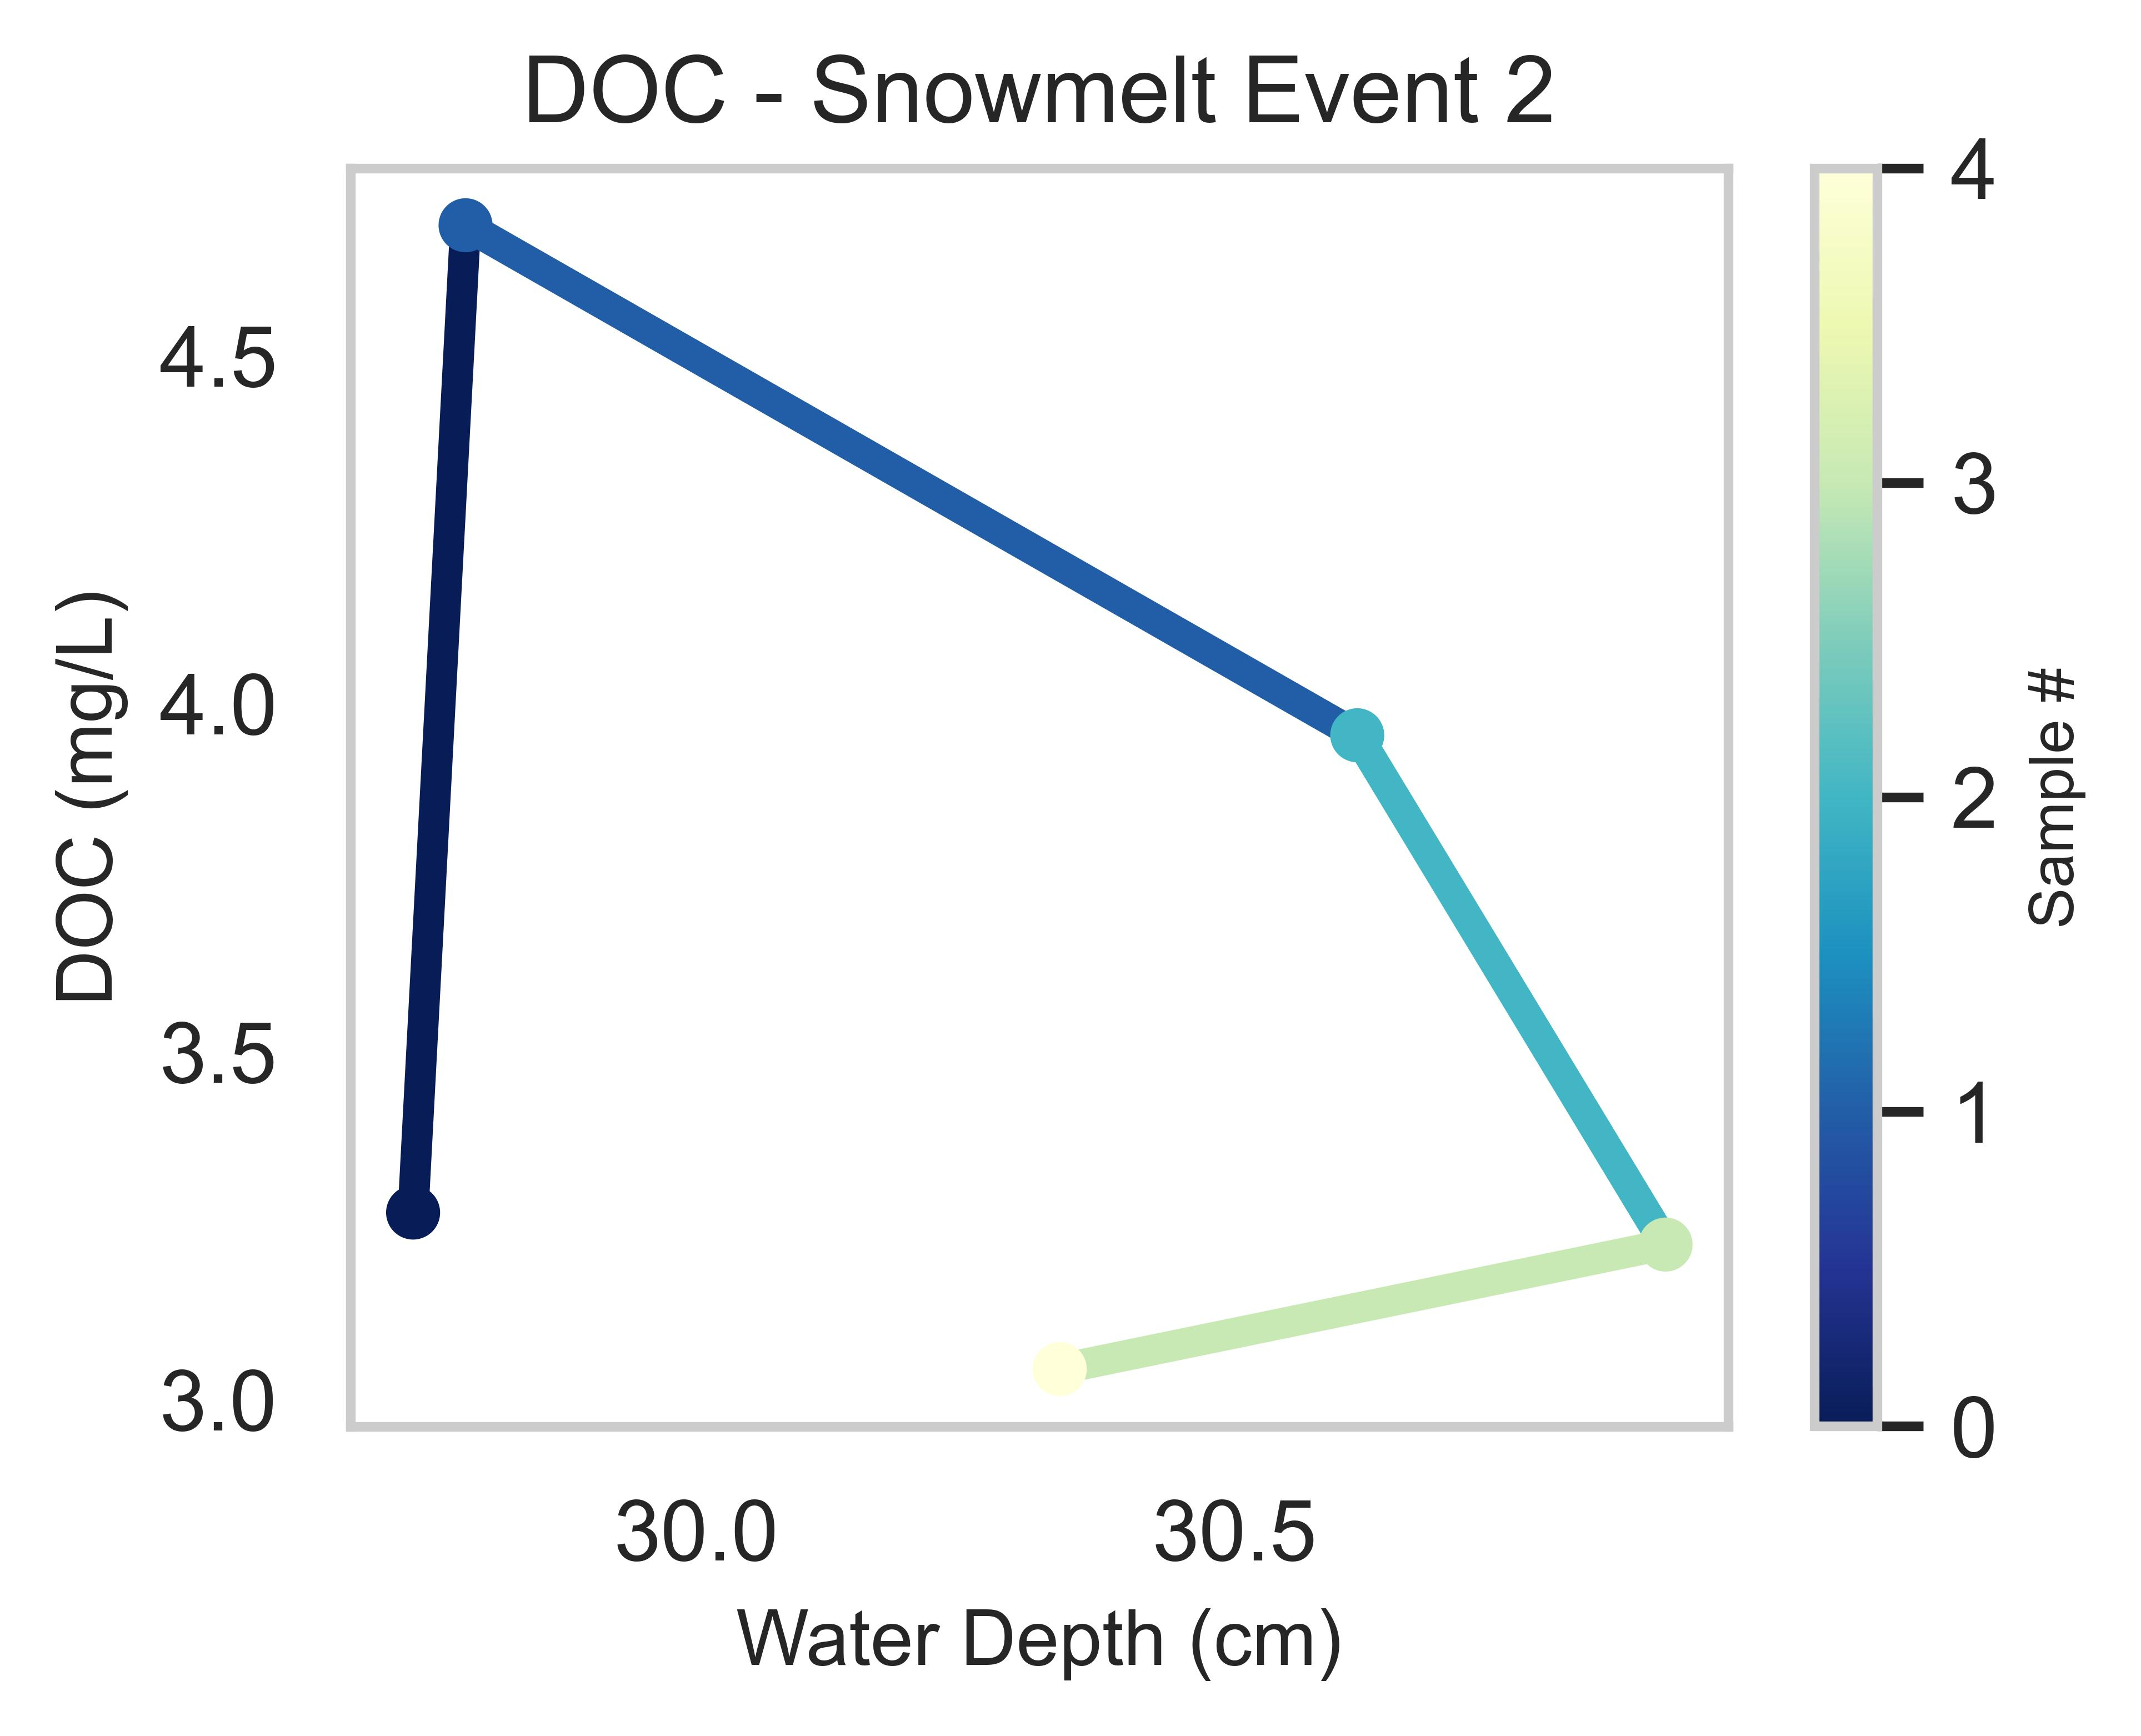 DOC - Snowmelt Event 2
DOC (mg/L)
4.5
4.0
3.5
3.0
30.0 30.5
Water Depth (cm)
4
3
2
1
0
Sample #